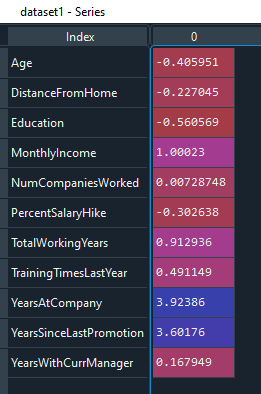 dataset1 - Series
Index 0
Age -0.405951
DistanceFromHome -0.227045
Education -0.560569
MonthlyIncome 1.00023
NumCompaniesWorked 0.00728748
PercentSalaryHike -0.302638
TotalWorkingYears 0.912936
TrainingTimesLastYear 0.491149
YearsAtCompany 3.92386
YearsSinceLastPromotion 3.60176
YearsWithCurrManager 0.167949